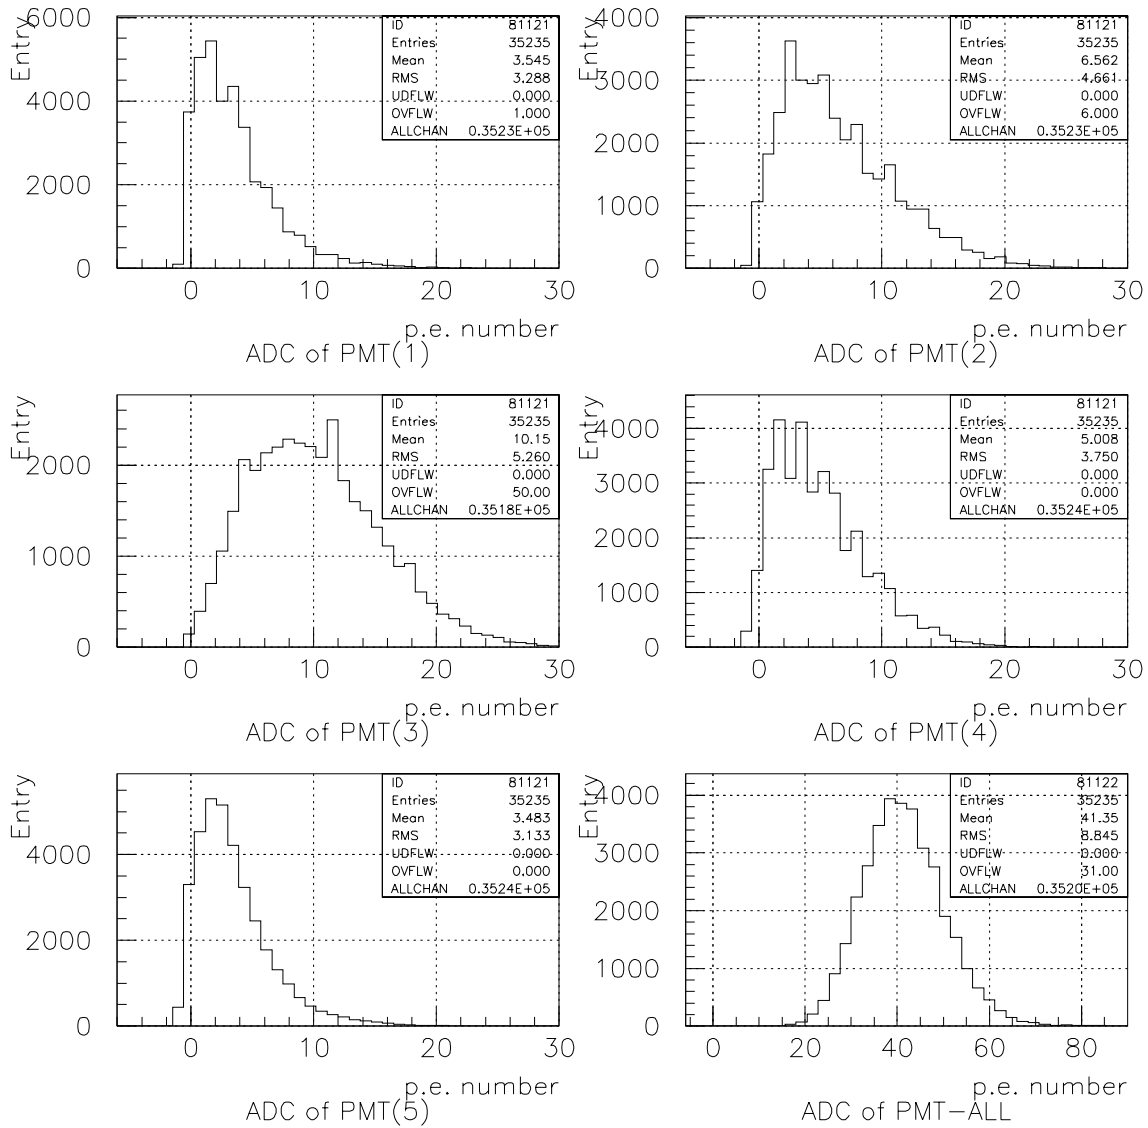 Entry
6000
4000
2000
0
0 10 20 30
p.e. number
ADC of PMT(1)
ID 81121
Entries 35235
Mean 3.545
RMS 3.288
UDFLW 0.000
OVFLW 1.000
ALLCHAN 0.3523E+05
Entry
4000
3000
2000
1000
0
0 10 20 30
p.e. number
ADC of PMT(2)
ID 81121
Entries 35235
Mean 6.562
RMS 4.661
UDFLW 0.000
OVFLW 6.000
ALLCHAN 0.3523E+05
Entry
2000
1000
0
0 10 20 30
p.e. number
ADC of PMT(3)
ID 81121
Entries 35235
Mean 10.15
RMS 5.260
UDFLW 0.000
OVFLW 50.00
ALLCHAN 0.3518E+05
Entry
4000
3000
2000
1000
0
0 10 20 30
p.e. number
ADC of PMT(4)
ID 81121
Entries 35235
Mean 5.008
RMS 3.750
UDFLW 0.000
OVFLW 0.000
ALLCHAN 0.3524E+05
Entry
4000
2000
0
0 10 20 30
p.e. number
ADC of PMT(5)
ID 81121
Entries 35235
Mean 3.483
RMS 3.133
UDFLW 0.000
OVFLW 0.000
ALLCHAN 0.3524E+05
Entry
4000
3000
2000
1000
0
0 20 40 60 80
p.e. number
ADC of PMT-ALL
ID 81122
Entries 35235
Mean 41.35
RMS 8.845
UDFLW 0.000
OVFLW 31.00
ALLCHAN 0.3520E+05